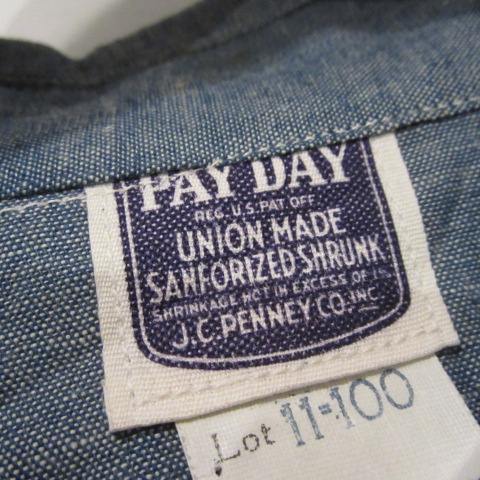 PAY DAY
REG. U.S. PAT. OFF
UNION MADE
SANFORIZED SHRUNK
SHRINKAGE NOT IN EXCESS OF 1%
J.C. PENNEY CO. INC.
Lot 11-100